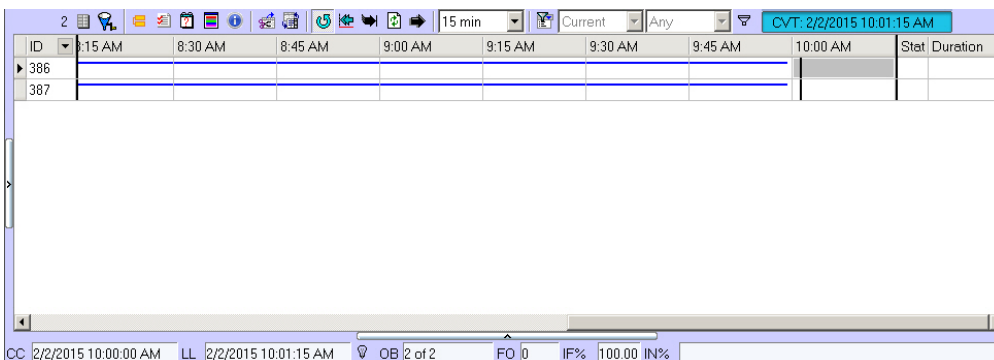 2 15 min Current Any CVT: 2/2/2015 10:01:15 AM
ID 8:15 AM 8:30 AM 8:45 AM 9:00 AM 9:15 AM 9:30 AM 9:45 AM 10:00 AM Stat Duration
386
387
CC 2/2/2015 10:00:00 AM LL 2/2/2015 10:01:15 AM OB 2 of 2 FO 0 IF% 100.00 IN%